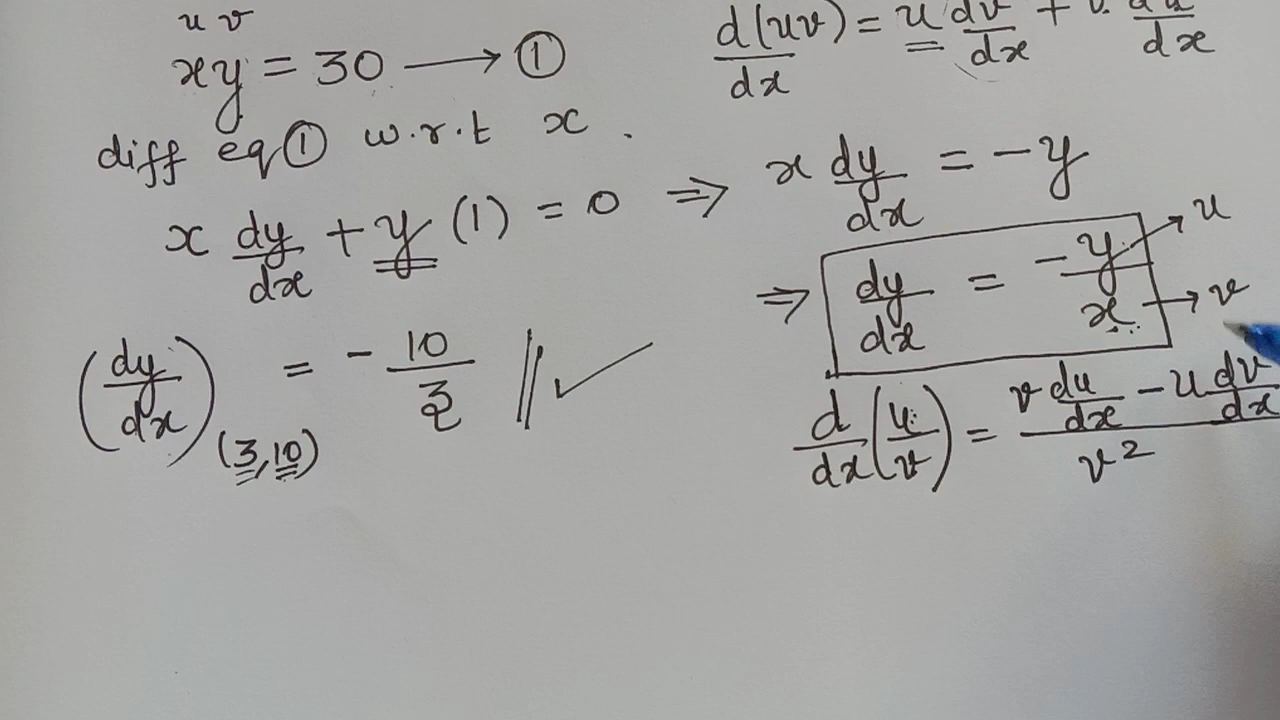 u v
xy = 30 ⟶ ①
diff eq① w.r.t x .
x dy/dx + y (1) = 0 ⇒ x dy/dx = -y
⇒ dy/dx = -y/x → u → v
(dy/dx)(3,10) = - 10/3 ∥ ✓
d(uv)/dx = u dv/dx + v du/dx
d/dx (u/v) = (v du/dx - u dv/dx)/v²